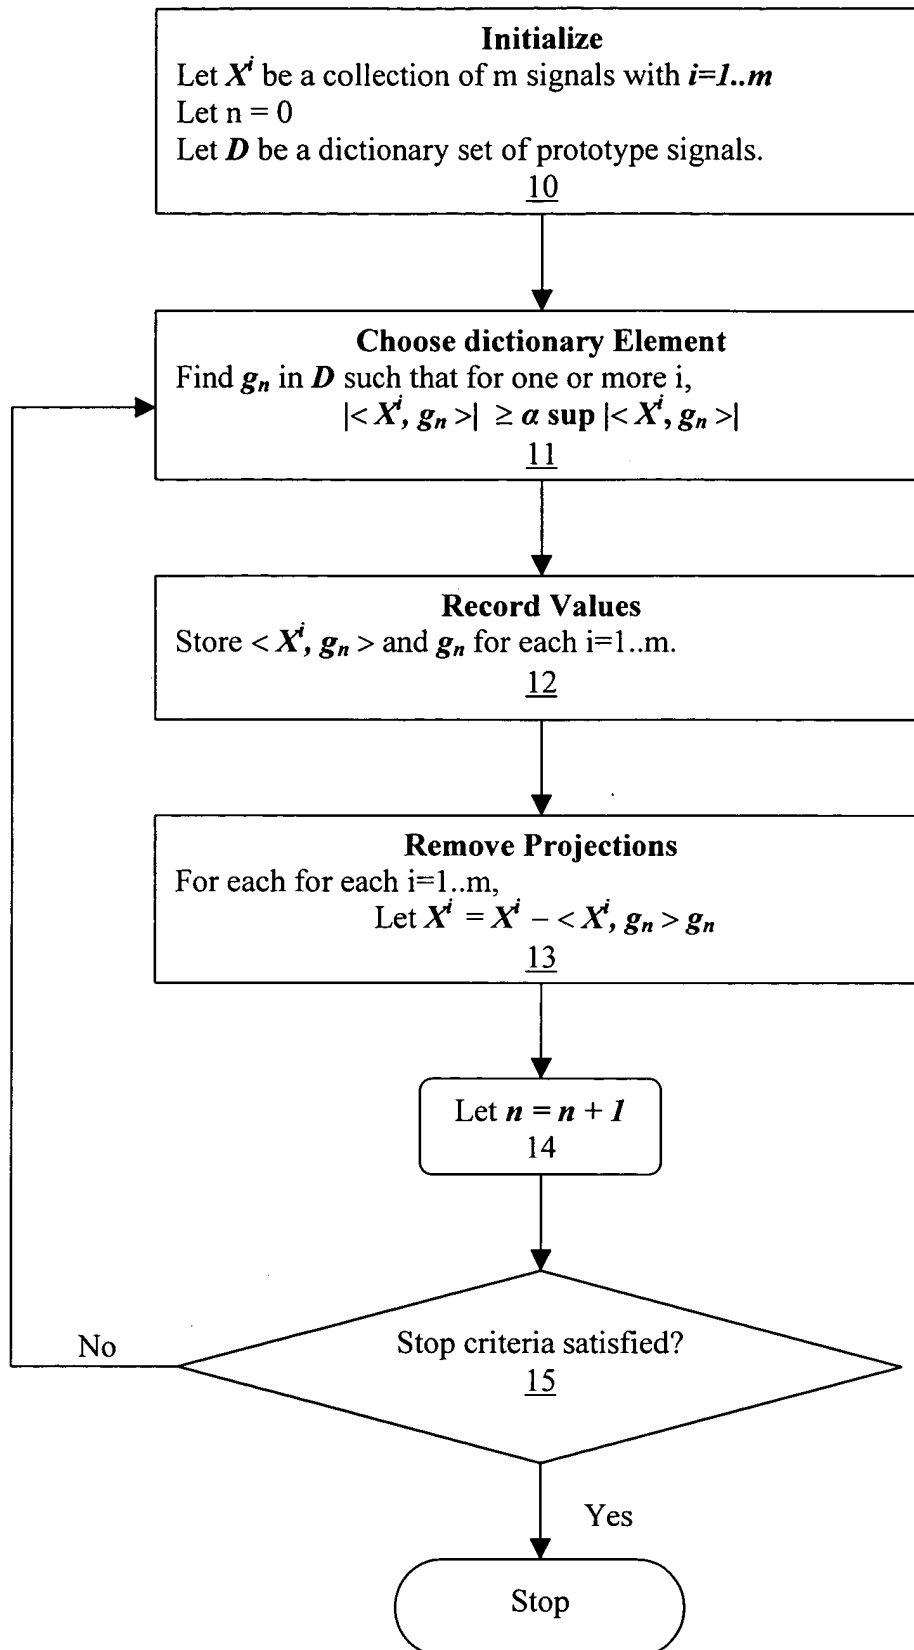 Initialize
Let X^i be a collection of m signals with i=1..m
Let n = 0
Let D be a dictionary set of prototype signals.
10
Choose dictionary Element
Find g_n in D such that for one or more i,
|< X^i, g_n >| ≥ α sup |< X^i, g_n >|
11
Record Values
Store < X^i, g_n > and g_n for each i=1..m.
12
Remove Projections
For each for each i=1..m,
Let X^i = X^i – < X^i, g_n > g_n
13
Let n = n + 1
14
Stop criteria satisfied?
15
No
Yes
Stop